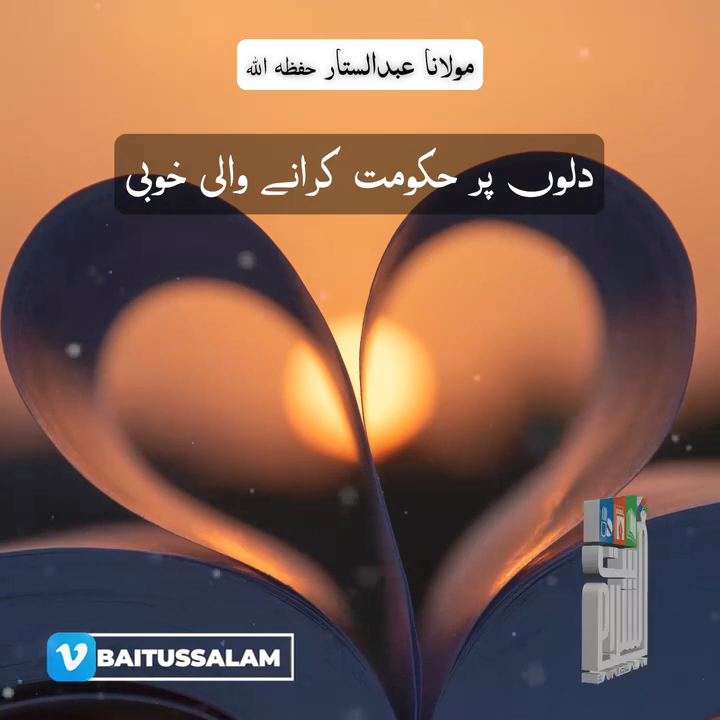 مولانا عبدالستار حفظہ اللہ
دلوں پر حکومت کرانے والی خوبی
BAITUSSALAM